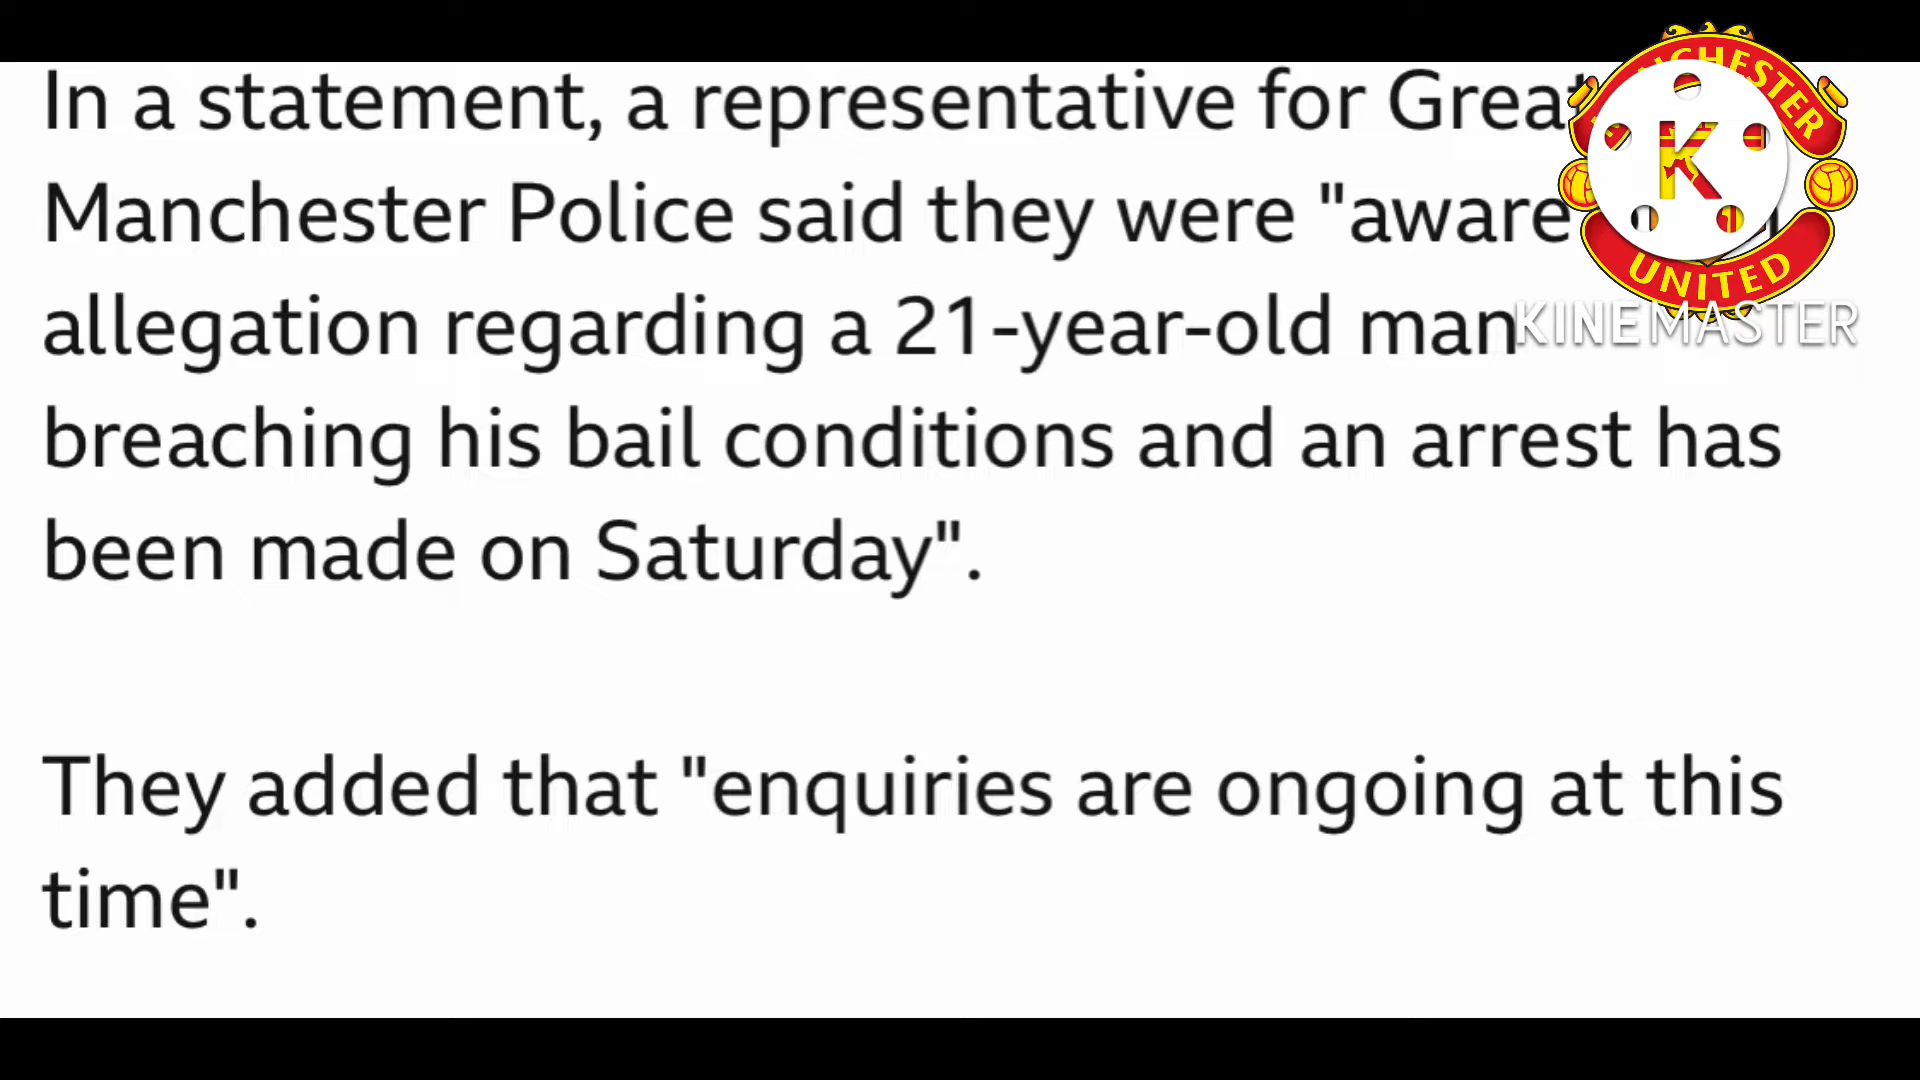 In a statement, a representative for Great
Manchester Police said they were "aware
allegation regarding a 21-year-old man
breaching his bail conditions and an arrest has
been made on Saturday".
They added that "enquiries are ongoing at this
time".
UNITED
K
KINEMASTER